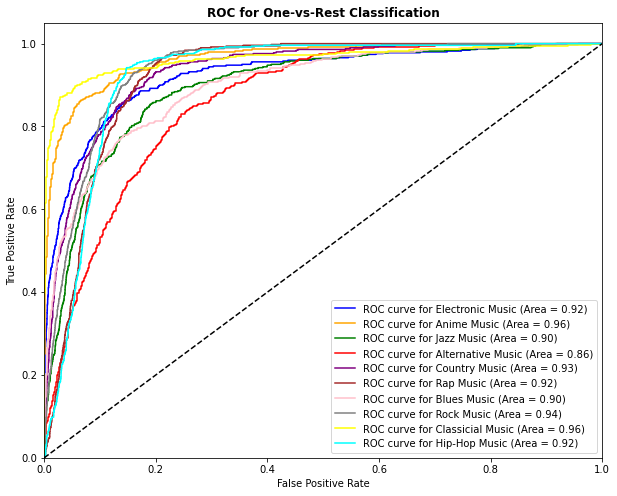 ROC for One-vs-Rest Classification
True Positive Rate
1.0
0.8
0.6
0.4
0.2
0.0
ROC curve for Electronic Music (Area = 0.92)
ROC curve for Anime Music (Area = 0.96)
ROC curve for Jazz Music (Area = 0.90)
ROC curve for Alternative Music (Area = 0.86)
ROC curve for Country Music (Area = 0.93)
ROC curve for Rap Music (Area = 0.92)
ROC curve for Blues Music (Area = 0.90)
ROC curve for Rock Music (Area = 0.94)
ROC curve for Classicial Music (Area = 0.96)
ROC curve for Hip-Hop Music (Area = 0.92)
0.0 0.2 0.4 0.6 0.8 1.0
False Positive Rate